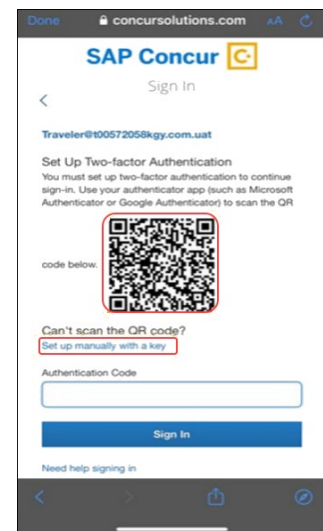 Done concursolutions.com AA
SAP Concur C
Sign In
Traveler@t00572058kgy.com.uat
Set Up Two-factor Authentication
You must set up two-factor authentication to continue
sign-in. Use your authenticator app (such as Microsoft
Authenticator or Google Authenticator) to scan the QR
code below.
Can't scan the QR code?
Set up manually with a key
Authentication Code
Sign In
Need help signing in